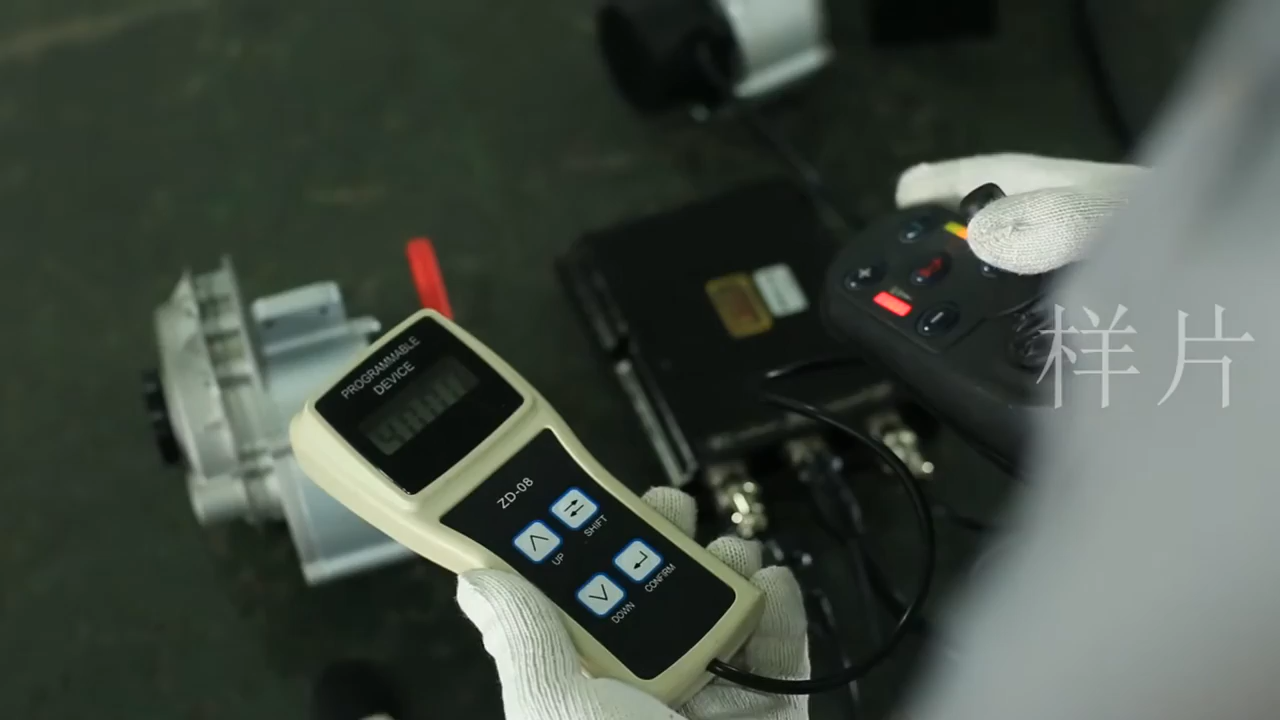 PROGRAMMABLE
DEVICE
ZD-08
SHIFT
UP
CONFIRM
DOWN
样片